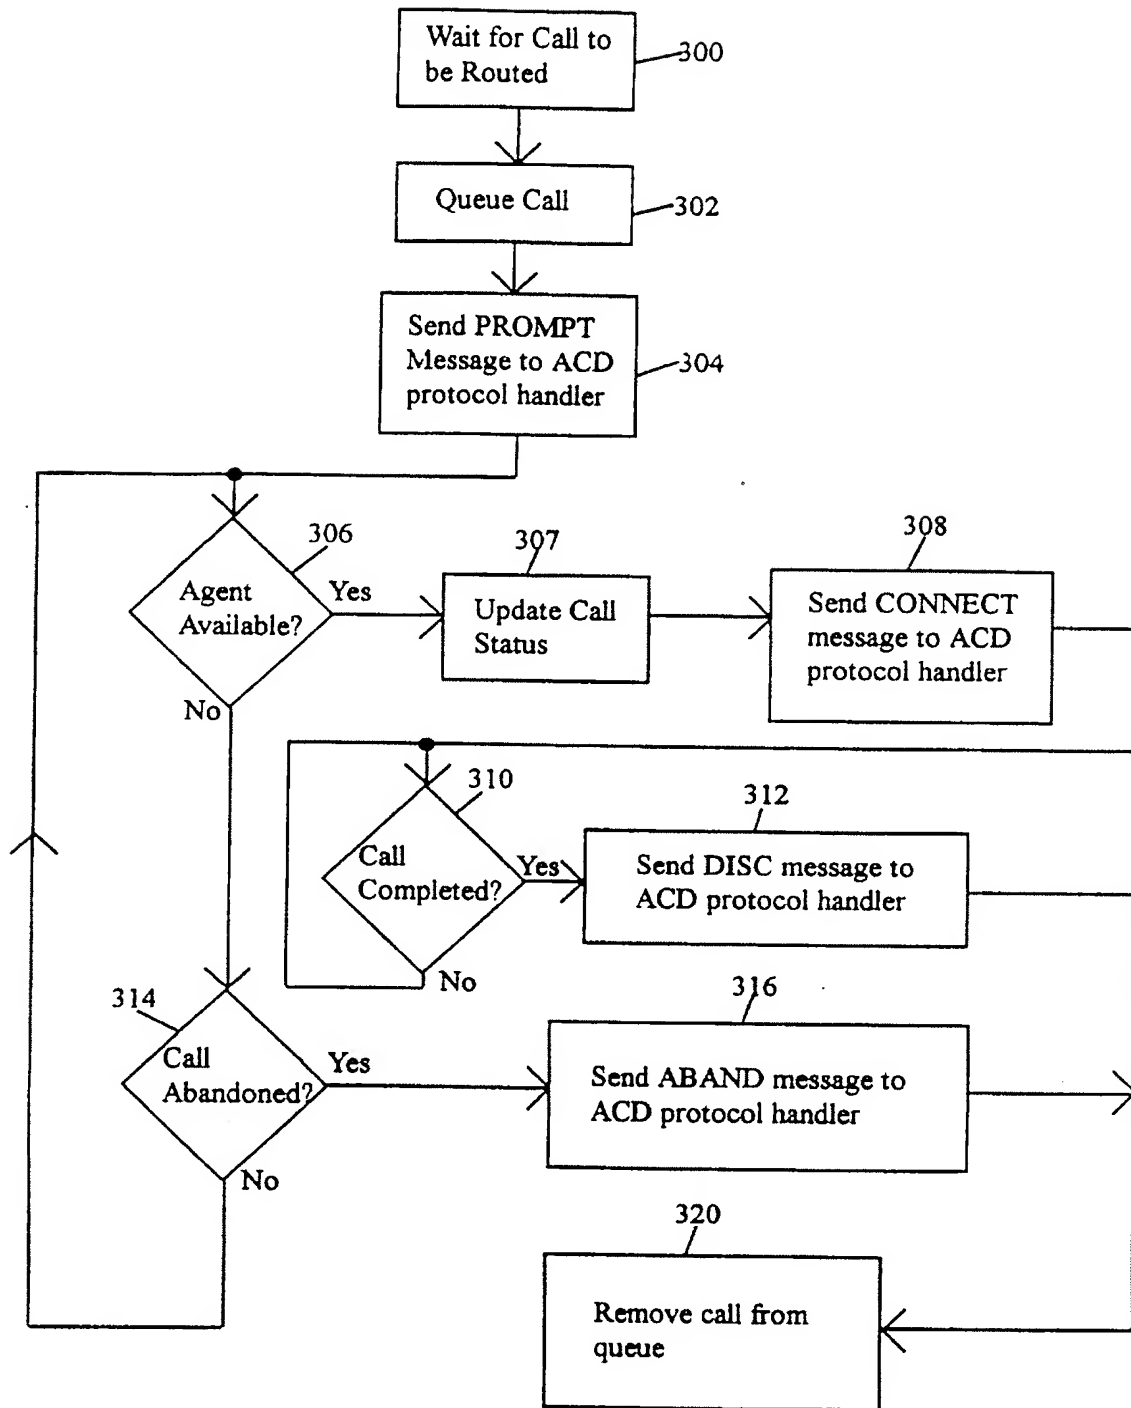 Wait for Call to
be Routed
300
Queue Call
302
Send PROMPT
Message to ACD
protocol handler
304
306
Agent
Available?
Yes
No
307
Update Call
Status
308
Send CONNECT
message to ACD
protocol handler
310
Call
Completed?
Yes
No
312
Send DISC message to
ACD protocol handler
314
Call
Abandoned?
Yes
No
316
Send ABAND message to
ACD protocol handler
320
Remove call from
queue